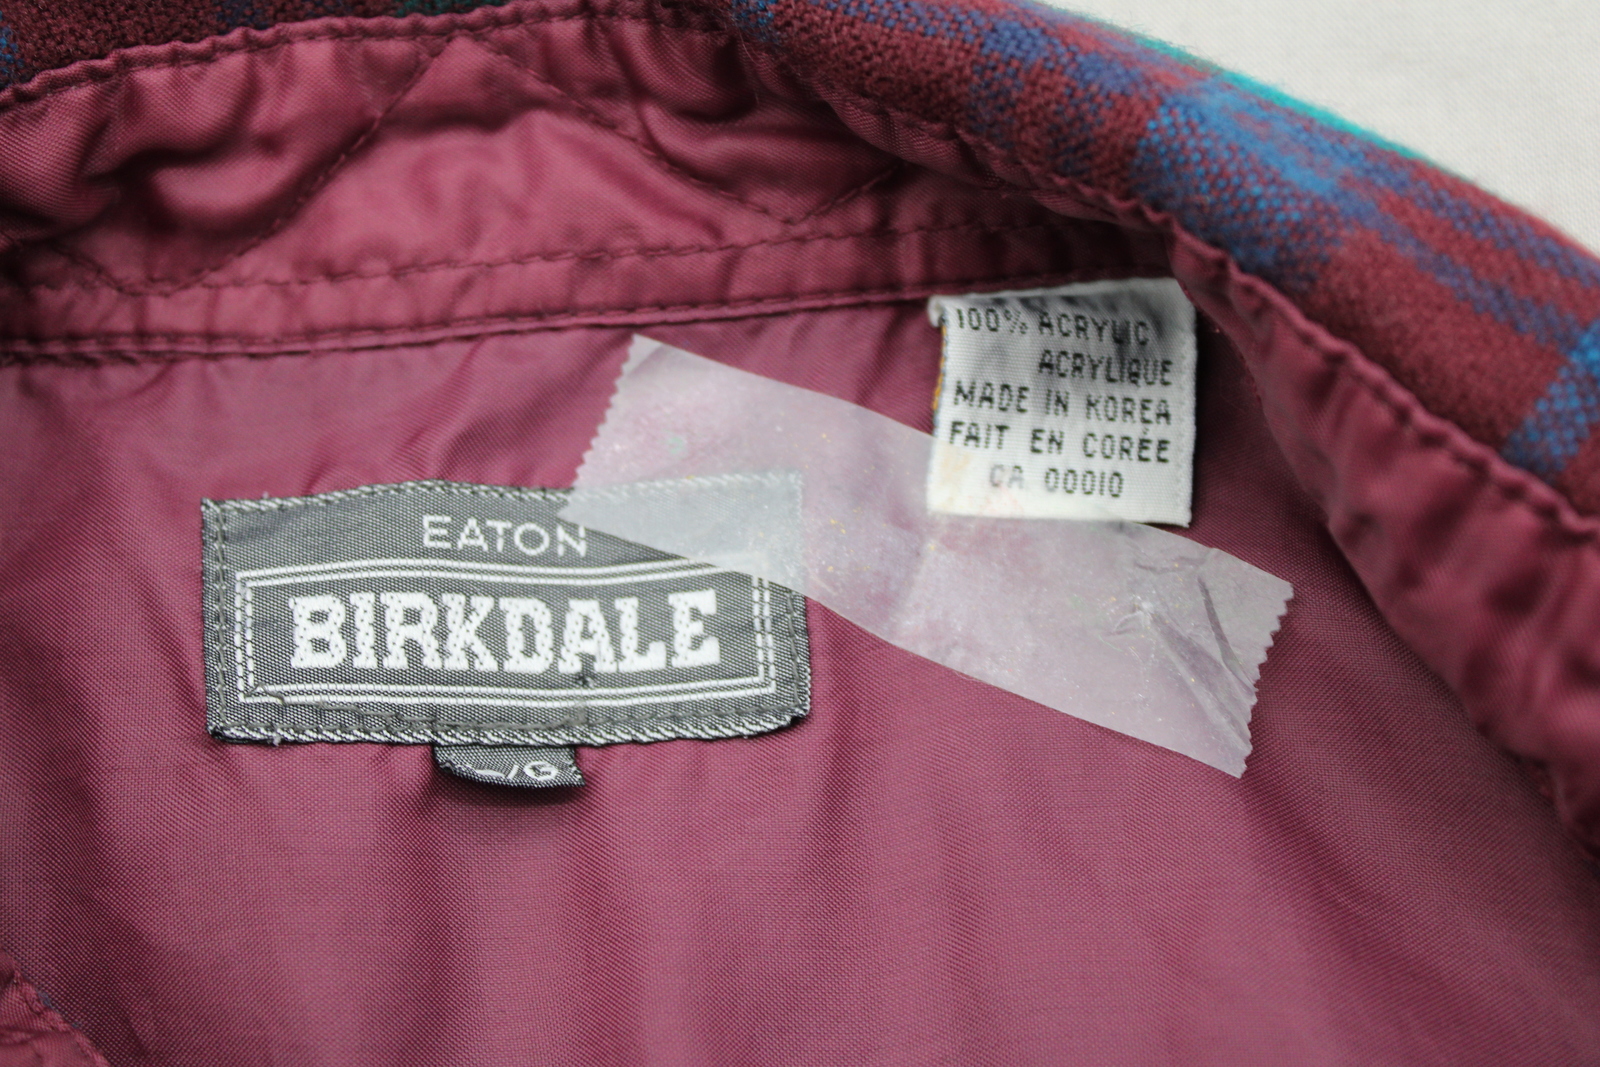 EATON
BIRKDALE
L/G
100% ACRYLIC
ACRYLIQUE
MADE IN KOREA
FAIT EN CORÉE
CA 00010